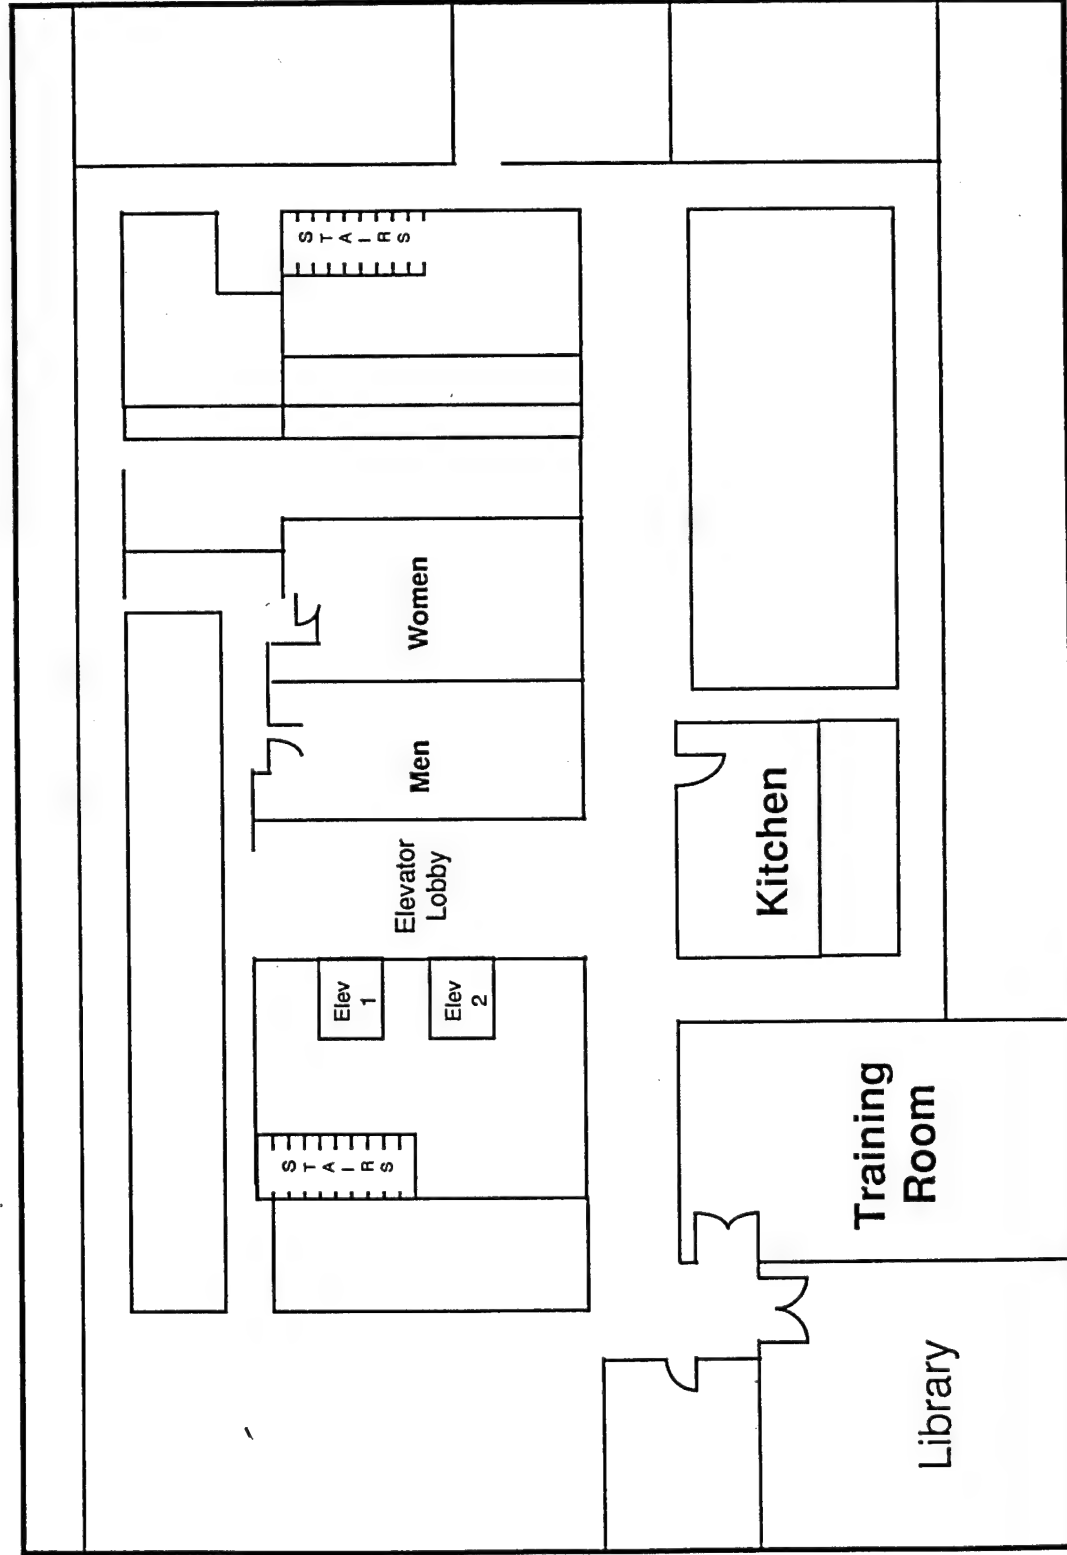 STAIRS
Women
Men
Elevator
Lobby
Elev
1
Elev
2
STAIRS
Kitchen
Training
Room
Library